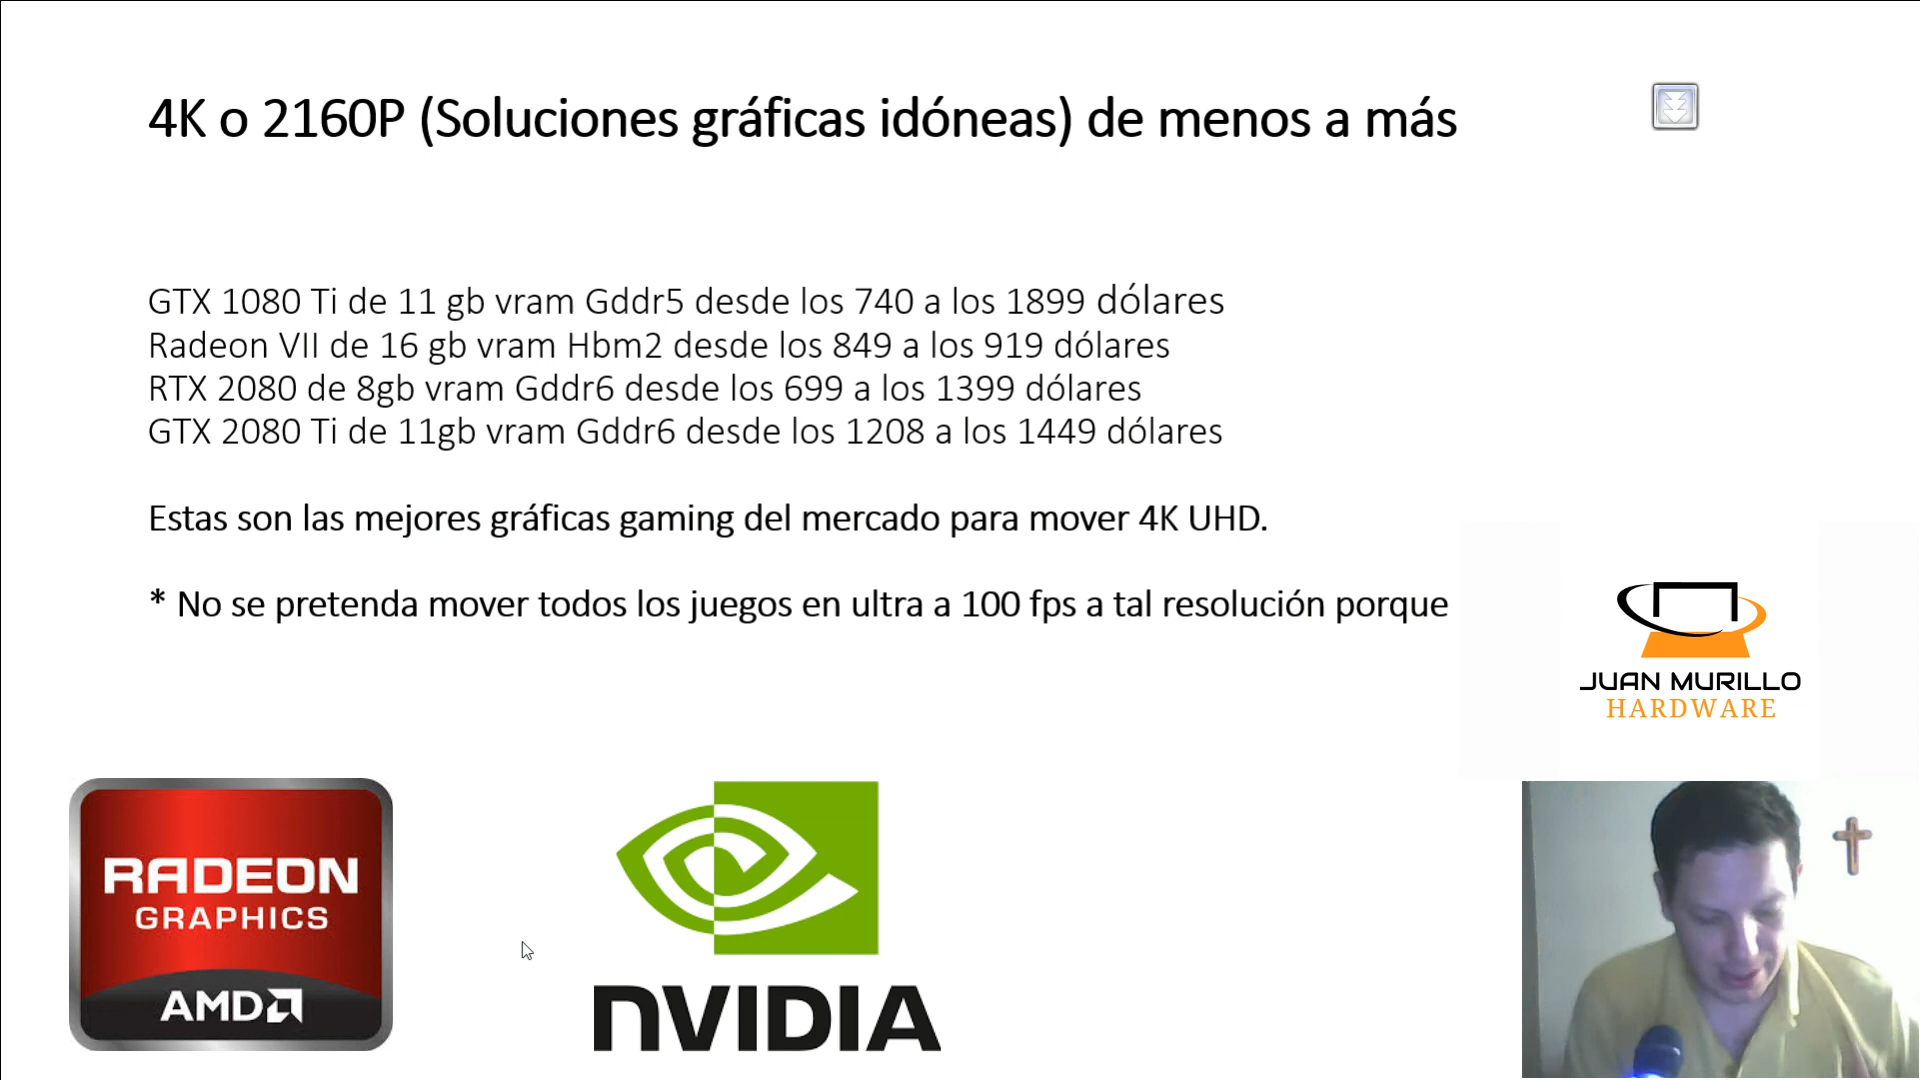 4K o 2160P (Soluciones gráficas idóneas) de menos a más
GTX 1080 Ti de 11 gb vram Gddr5 desde los 740 a los 1899 dólares
Radeon VII de 16 gb vram Hbm2 desde los 849 a los 919 dólares
RTX 2080 de 8gb vram Gddr6 desde los 699 a los 1399 dólares
GTX 2080 Ti de 11gb vram Gddr6 desde los 1208 a los 1449 dólares
Estas son las mejores gráficas gaming del mercado para mover 4K UHD.
* No se pretenda mover todos los juegos en ultra a 100 fps a tal resolución porque
JUAN MURILLO
HARDWARE
RADEON
GRAPHICS
AMD
NVIDIA